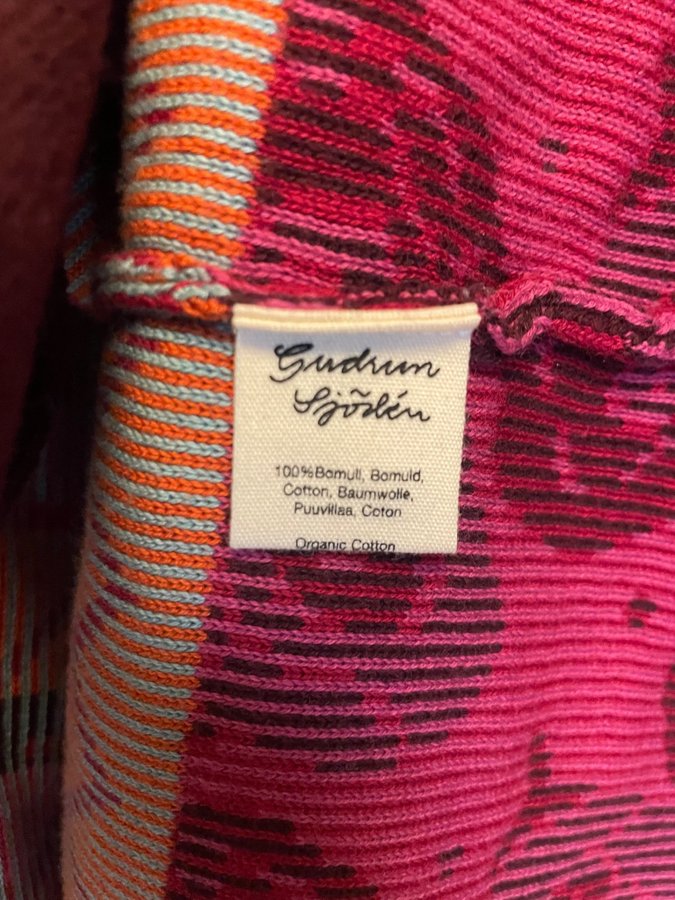 Gudrun
Sjödén
100%Bomull, Bomuld,
Cotton, Baumwolle,
Puuvillaa, Coton
Organic Cotton